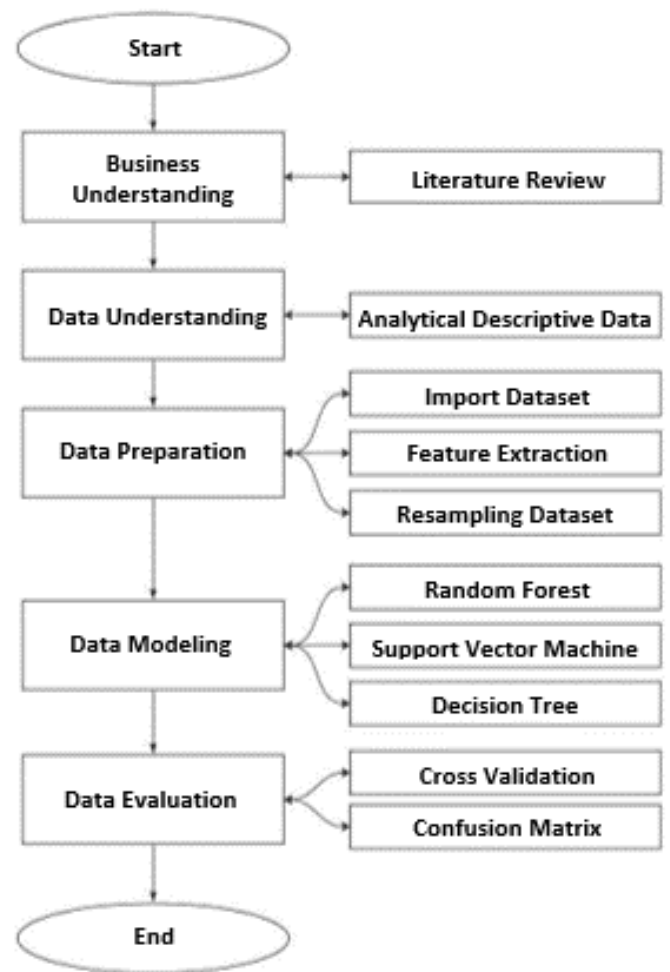 Start
Business
Understanding
Literature Review
Data Understanding
Analytical Descriptive Data
Data Preparation
Import Dataset
Feature Extraction
Resampling Dataset
Data Modeling
Random Forest
Support Vector Machine
Decision Tree
Data Evaluation
Cross Validation
Confusion Matrix
End